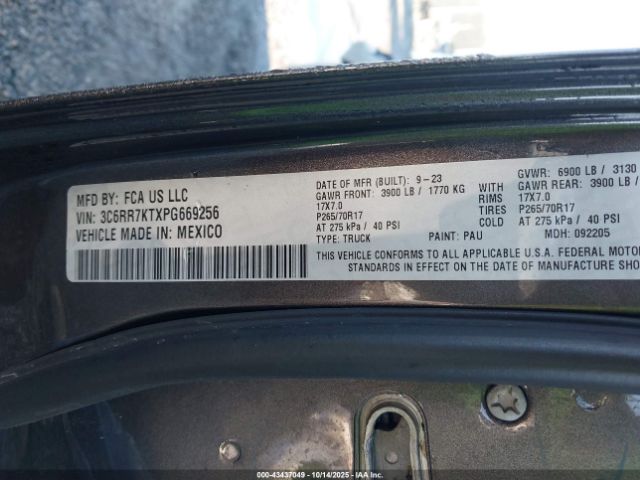 MFD BY: FCA US LLC
VIN: 3C6RR7KTXPG669256
VEHICLE MADE IN: MEXICO
DATE OF MFR (BUILT): 9-23
GAWR FRONT: 3900 LB / 1770 KG
17X7.0
P265/70R17
AT 275 kPa / 40 PSI
TYPE: TRUCK
PAINT: PAU
WITH
RIMS
TIRES
COLD
GVWR: 6900 LB / 3130
GAWR REAR: 3900 LB /
17X7.0
P265/70R17
AT 275 kPa / 40 PSI
MDH: 092205
THIS VEHICLE CONFORMS TO ALL APPLICABLE U.S.A. FEDERAL MOTOR
STANDARDS IN EFFECT ON THE DATE OF MANUFACTURE SHO
000-43437049 10/14/2025 - IAAI.COM